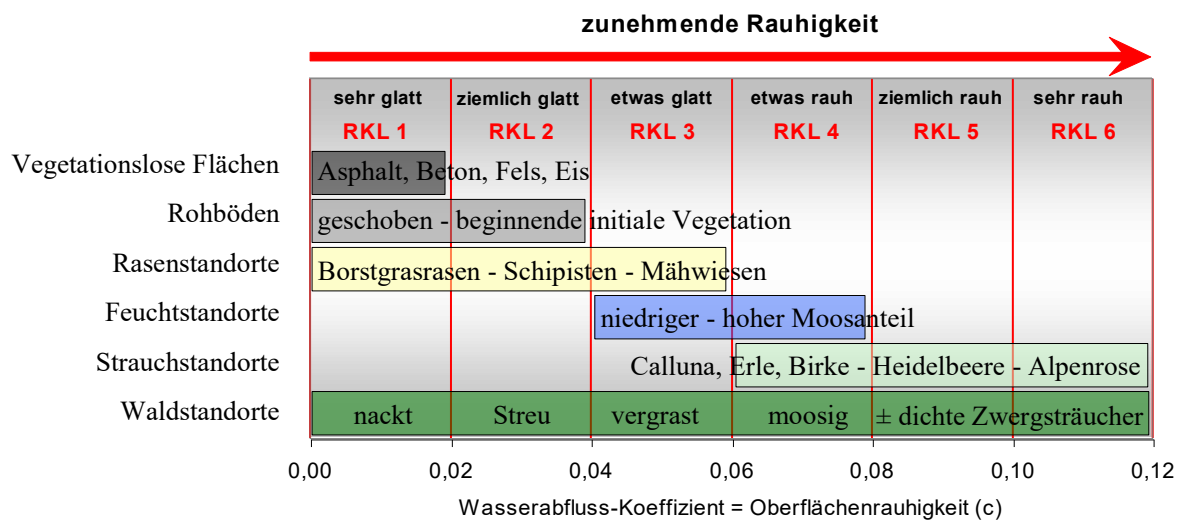 zunehmende Rauhigkeit
sehr glatt ziemlich glatt etwas glatt etwas rauh ziemlich rauh sehr rauh
RKL 1 RKL 2 RKL 3 RKL 4 RKL 5 RKL 6
Vegetationslose Flächen Asphalt, Beton, Fels, Eis
Rohböden geschoben - beginnende initiale Vegetation
Rasenstandorte Borstgrasrasen - Schipisten - Mähwiesen
Feuchtstandorte niedriger - hoher Moosanteil
Strauchstandorte Calluna, Erle, Birke - Heidelbeere - Alpenrose
Waldstandorte nackt Streu vergrast moosig ± dichte Zwergsträucher
0,00 0,02 0,04 0,06 0,08 0,10 0,12
Wasserabfluss-Koeffizient = Oberflächenrauhigkeit (c)